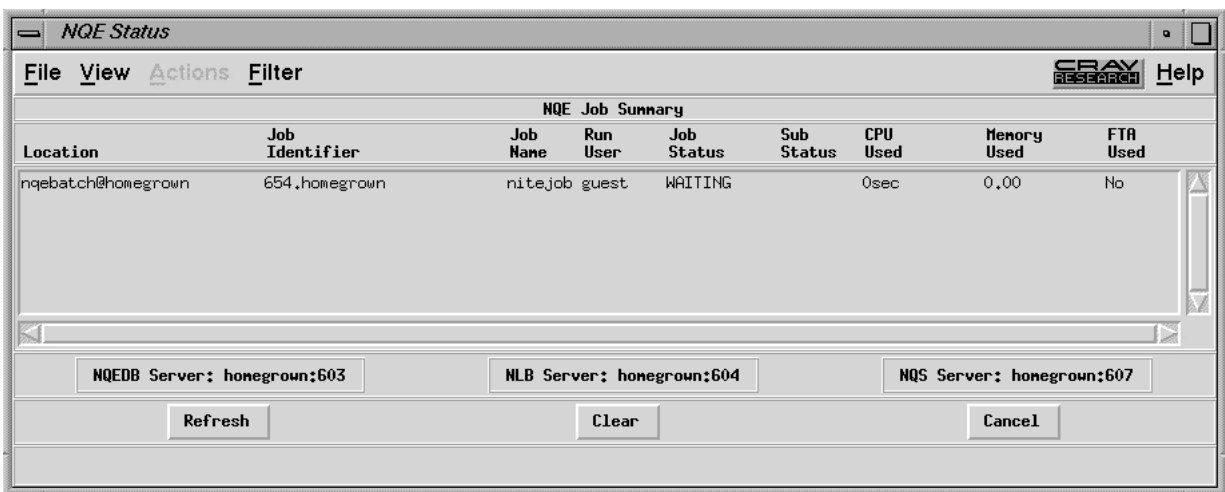 NQE Status
File View Actions Filter CRAY RESEARCH Help
NQE Job Summary
Location Job Identifier Job Name Run User Job Status Sub Status CPU Used Memory Used FTA Used
nqebatch@homegrown 654.homegrown nitejob guest WAITING 0sec 0.00 No
NQEDB Server: homegrown:603 NLB Server: homegrown:604 NQS Server: homegrown:607
Refresh Clear Cancel